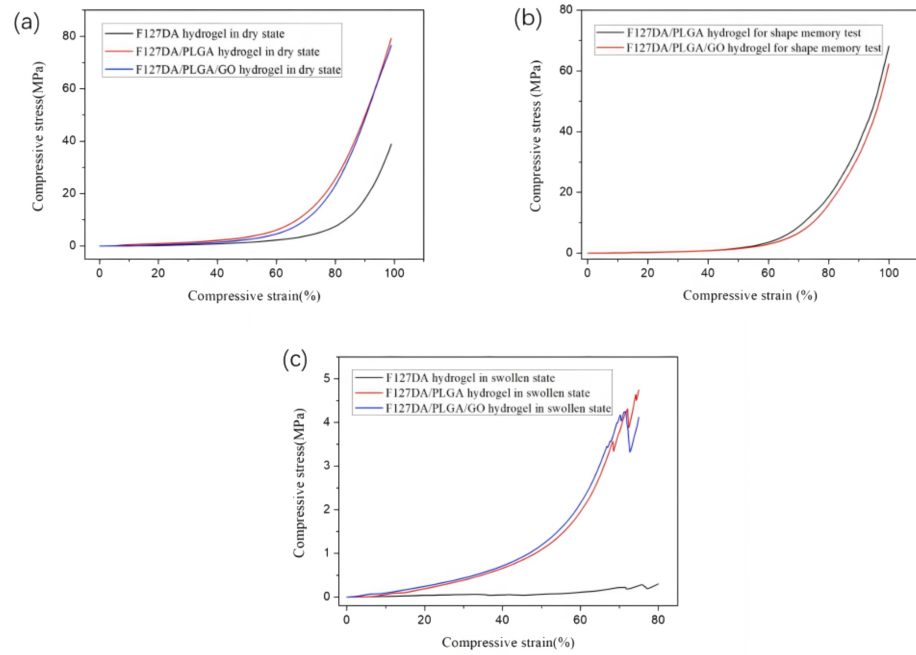 (a)
F127DA hydrogel in dry state
F127DA/PLGA hydrogel in dry state
F127DA/PLGA/GO hydrogel in dry state
Compressive stress(MPa)
80
60
40
20
0
0 20 40 60 80 100
Compressive strain(%)
(b)
F127DA/PLGA hydrogel for shape memory test
F127DA/PLGA/GO hydrogel for shape memory test
Compressive stress (MPa)
80
60
40
20
0
0 20 40 60 80 100
Compressive strain (%)
(c)
F127DA hydrogel in swollen state
F127DA/PLGA hydrogel in swollen state
F127DA/PLGA/GO hydrogel in swollen state
Compressive stress(MPa)
5
4
3
2
1
0
0 20 40 60 80
Compressive strain(%)